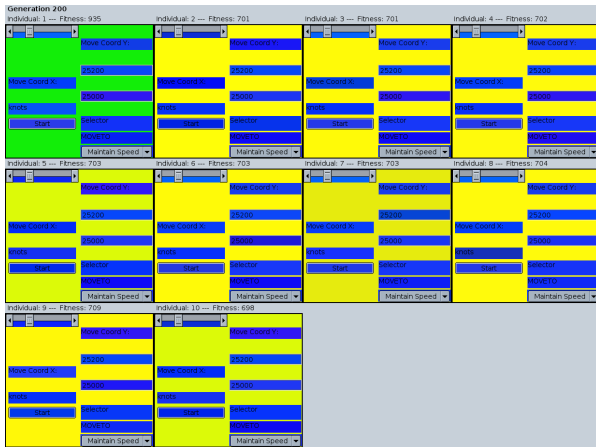 Generation 200
Individual: 1 --- Fitness: 935
Move Coord Y:
25200
Move Coord X:
25000
knots
Start
Selector
MOVETO
Maintain Speed
Individual: 2 --- Fitness: 701
Move Coord Y:
25200
Move Coord X:
25000
knots
Start
Selector
MOVETO
Maintain Speed
Individual: 3 --- Fitness: 701
Move Coord Y:
25200
Move Coord X:
25000
knots
Start
Selector
MOVETO
Maintain Speed
Individual: 4 --- Fitness: 702
Move Coord Y:
25200
Move Coord X:
25000
knots
Start
Selector
MOVETO
Maintain Speed
Individual: 5 --- Fitness: 703
Move Coord Y:
25200
Move Coord X:
25000
knots
Start
Selector
MOVETO
Maintain Speed
Individual: 6 --- Fitness: 703
Move Coord Y:
25200
Move Coord X:
25000
knots
Start
Selector
MOVETO
Maintain Speed
Individual: 7 --- Fitness: 703
Move Coord Y:
25200
Move Coord X:
25000
knots
Start
Selector
MOVETO
Maintain Speed
Individual: 8 --- Fitness: 704
Move Coord Y:
25200
Move Coord X:
25000
knots
Start
Selector
MOVETO
Maintain Speed
Individual: 9 --- Fitness: 709
Move Coord Y:
25200
Move Coord X:
25000
knots
Start
Selector
MOVETO
Maintain Speed
Individual: 10 --- Fitness: 698
Move Coord Y:
25200
Move Coord X:
25000
knots
Start
Selector
MOVETO
Maintain Speed